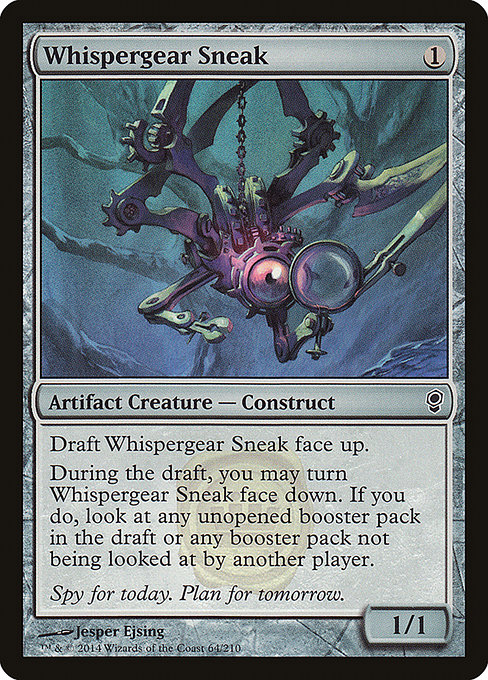 Whispergear Sneak 1
Artifact Creature — Construct
Draft Whispergear Sneak face up.
During the draft, you may turn
Whispergear Sneak face down. If you
do, look at any unopened booster pack
in the draft or any booster pack not
being looked at by another player.
Spy for today. Plan for tomorrow.
Jesper Ejsing
1/1
™ & © 2014 Wizards of the Coast 64/210